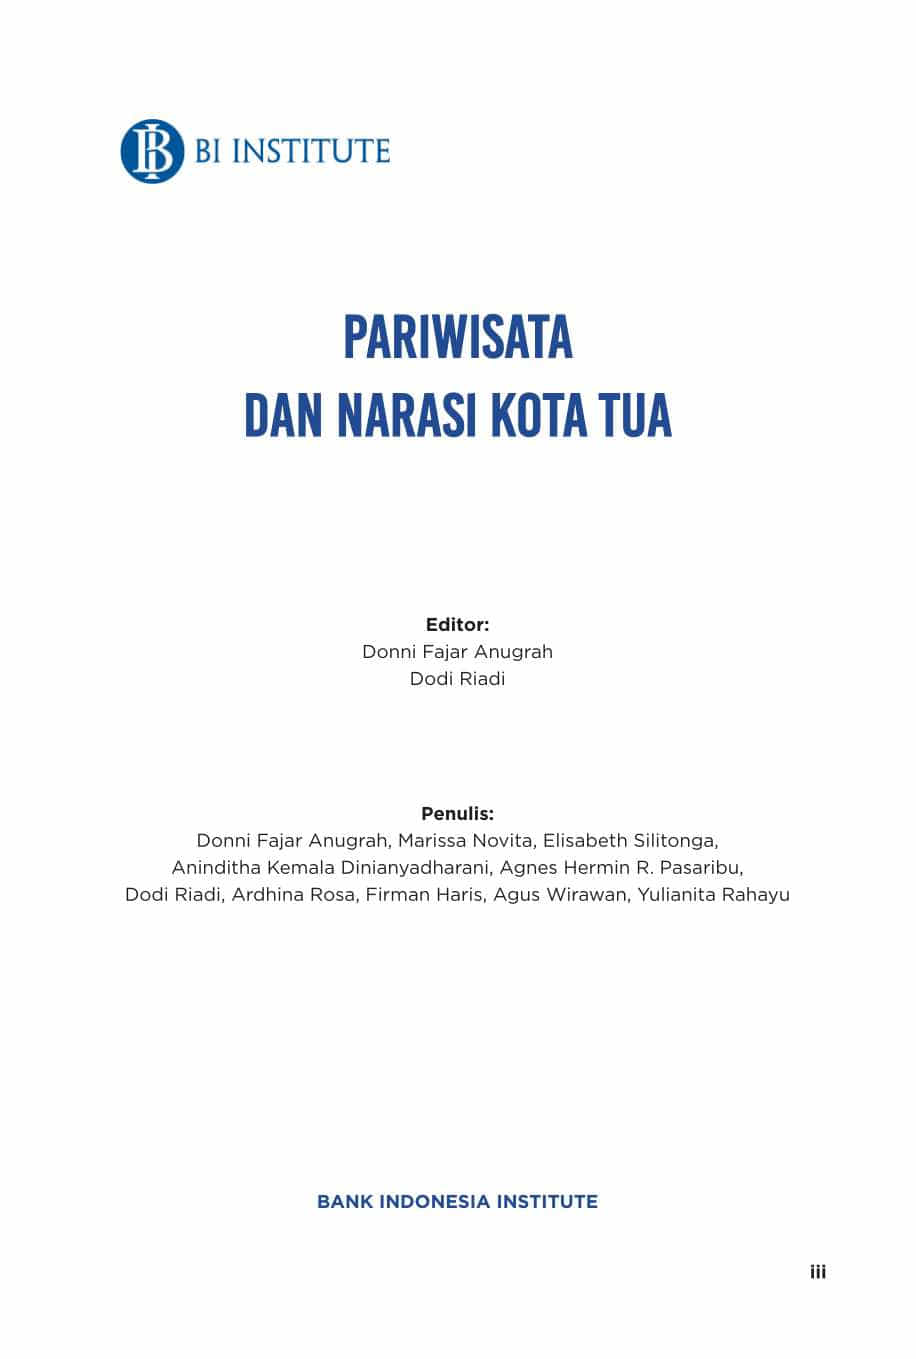 BI INSTITUTE
PARIWISATA
DAN NARASI KOTA TUA
Editor:
Donni Fajar Anugrah
Dodi Riadi
Penulis:
Donni Fajar Anugrah, Marissa Novita, Elisabeth Silitonga,
Aninditha Kemala Dinianyadharani, Agnes Hermin R. Pasaribu,
Dodi Riadi, Ardhina Rosa, Firman Haris, Agus Wirawan, Yulianita Rahayu
BANK INDONESIA INSTITUTE
iii